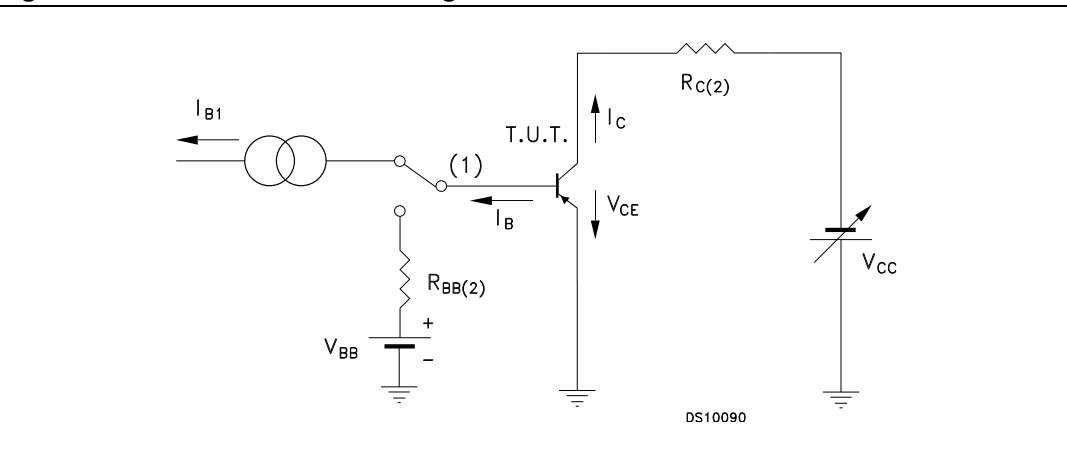 I_B1
R_C(2)
I_C
T.U.T.
(1)
V_CE
I_B
V_CC
R_BB(2)
+
V_BB
−
DS10090